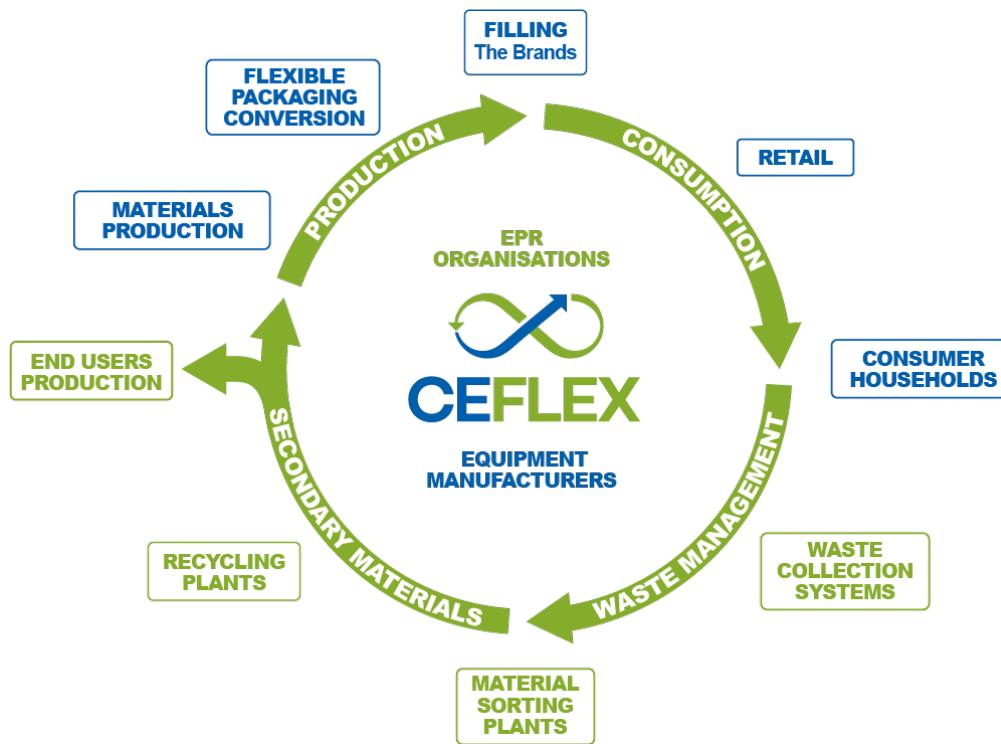 FILLING
The Brands
FLEXIBLE
PACKAGING
CONVERSION
PRODUCTION
CONSUMPTION
RETAIL
MATERIALS
PRODUCTION
EPR
ORGANISATIONS
END USERS
PRODUCTION
CEFLEX
CONSUMER
HOUSEHOLDS
EQUIPMENT
MANUFACTURERS
SECONDARY MATERIALS
WASTE MANAGEMENT
RECYCLING
PLANTS
WASTE
COLLECTION
SYSTEMS
MATERIAL
SORTING
PLANTS